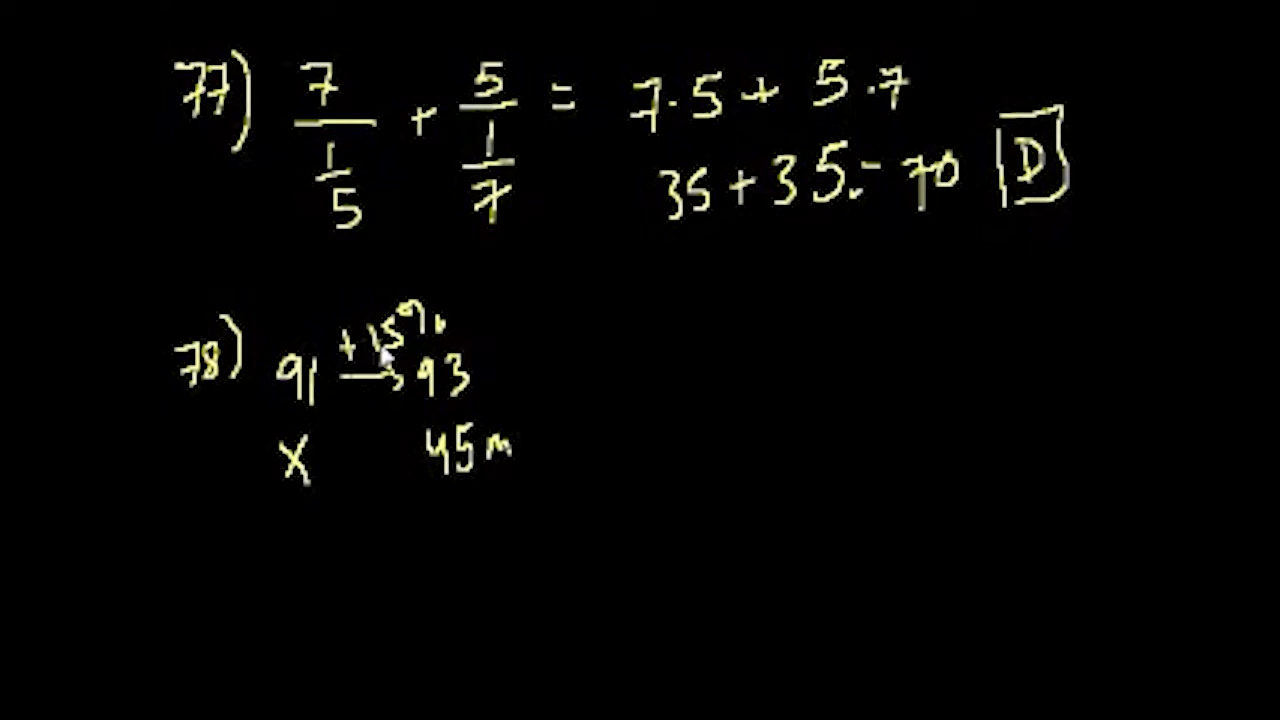 77) 7/(1/5) + 5/(1/7) = 7·5 + 5·7
35 + 35 = 70 D
78) 91 +15% → 93
x 45m